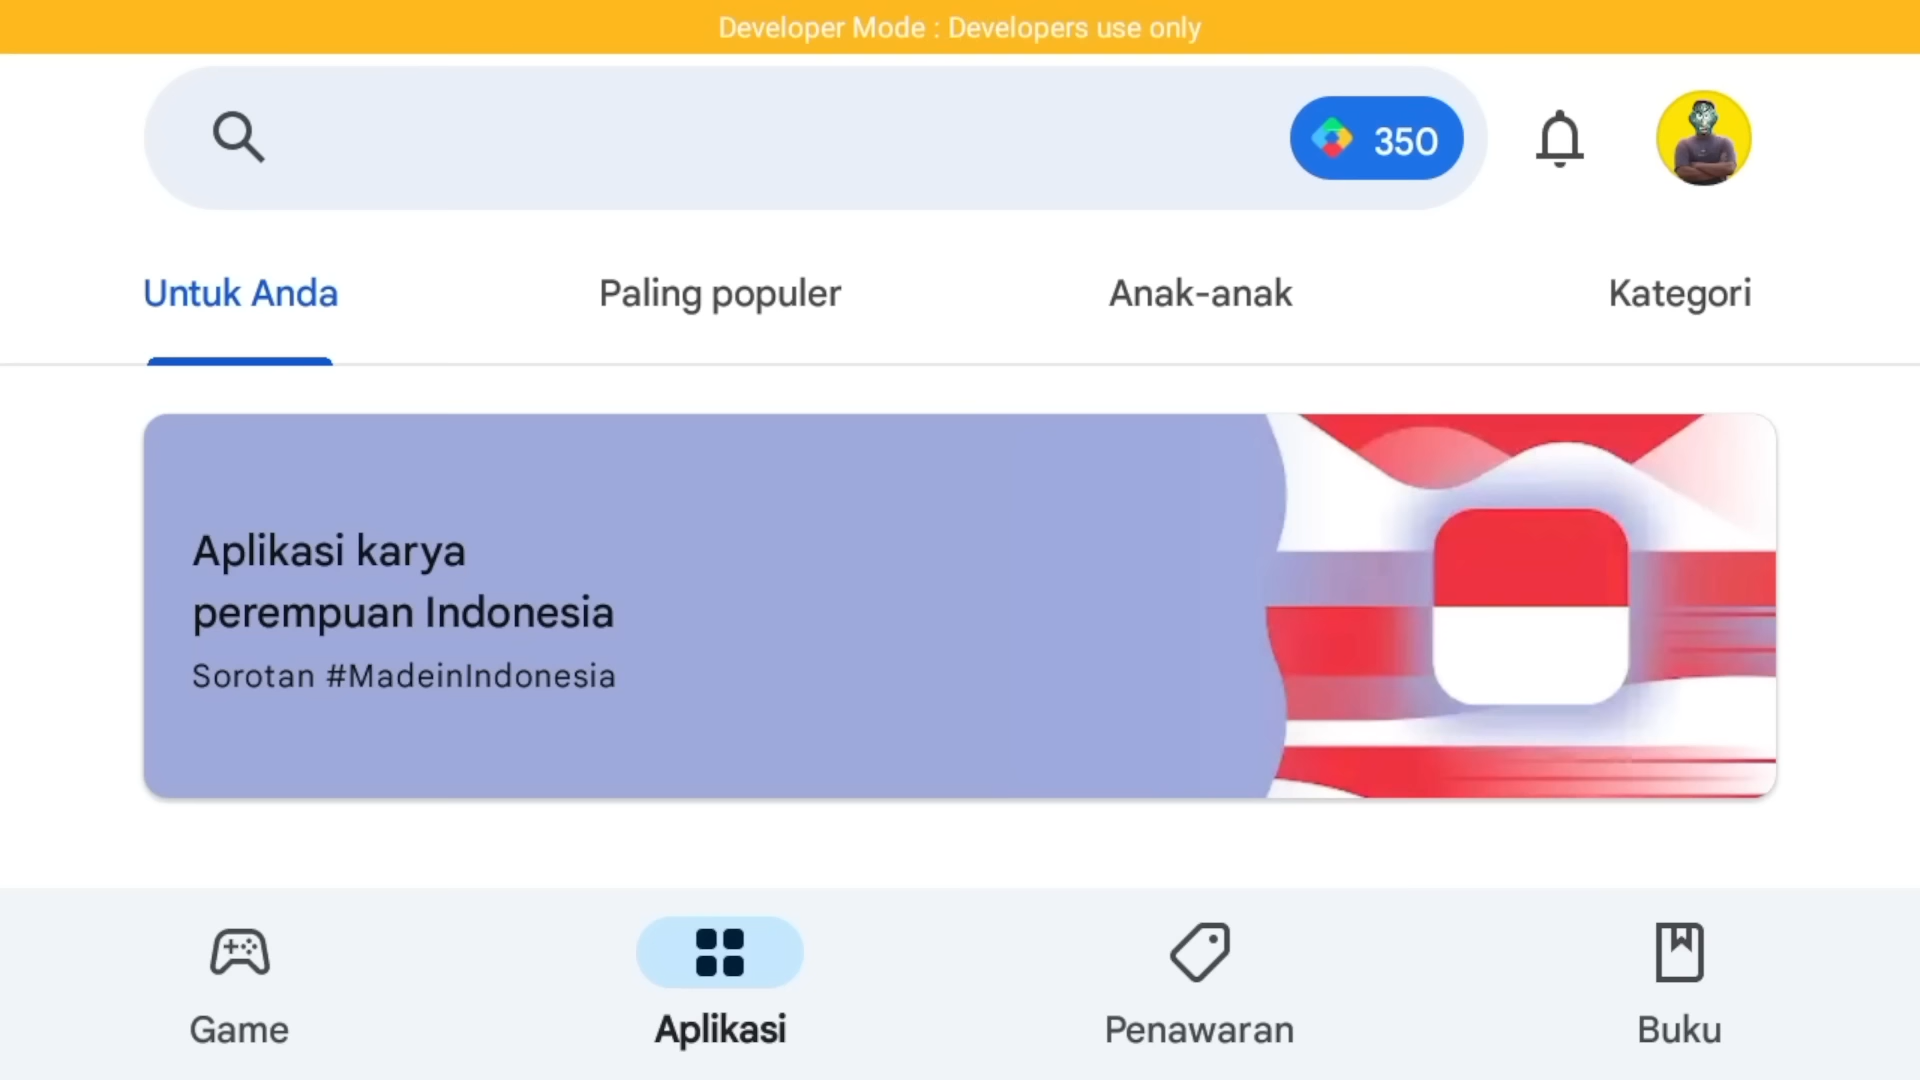 Developer Mode : Developers use only
350
Untuk Anda
Paling populer
Anak-anak
Kategori
Aplikasi karya
perempuan Indonesia
Sorotan #MadeinIndonesia
Game
Aplikasi
Penawaran
Buku